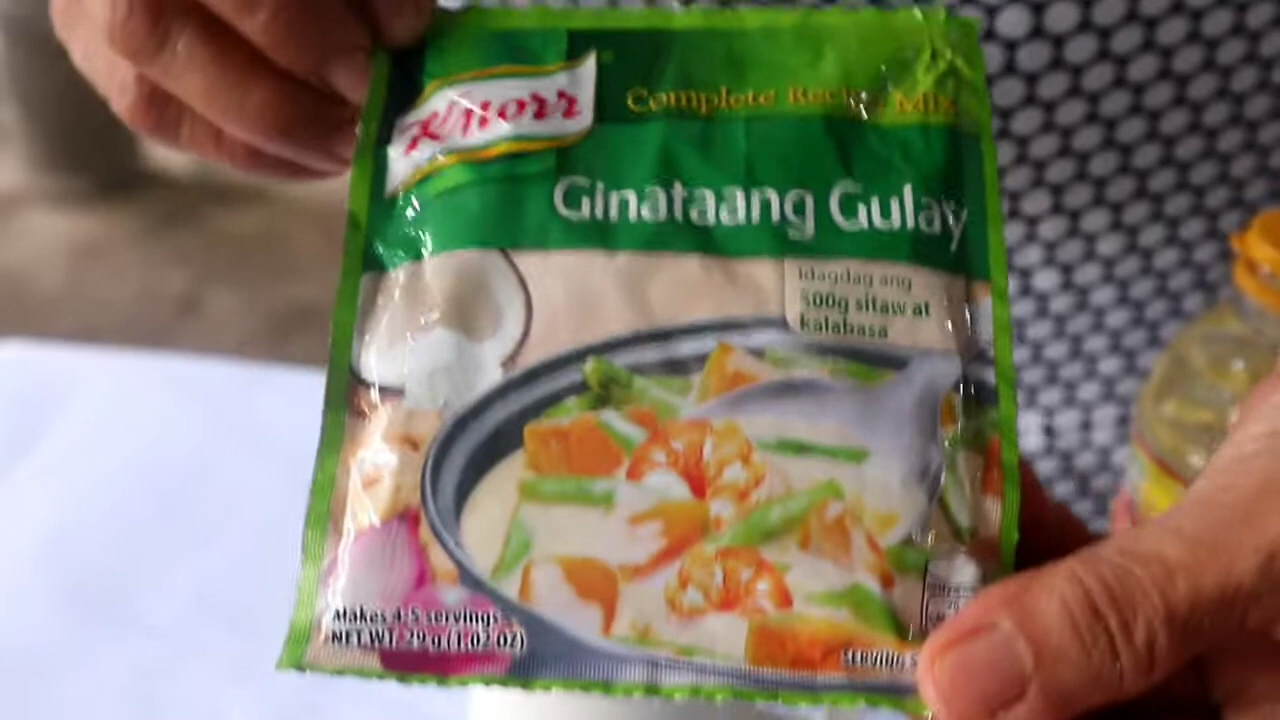 Knorr
Complete Recipe Mix
Ginataang Gulay
Idagdag ang
500g sitaw at
kalabasa
Makes 4-5 servings
NET WT. 29 g (1.02 OZ)
SERVING